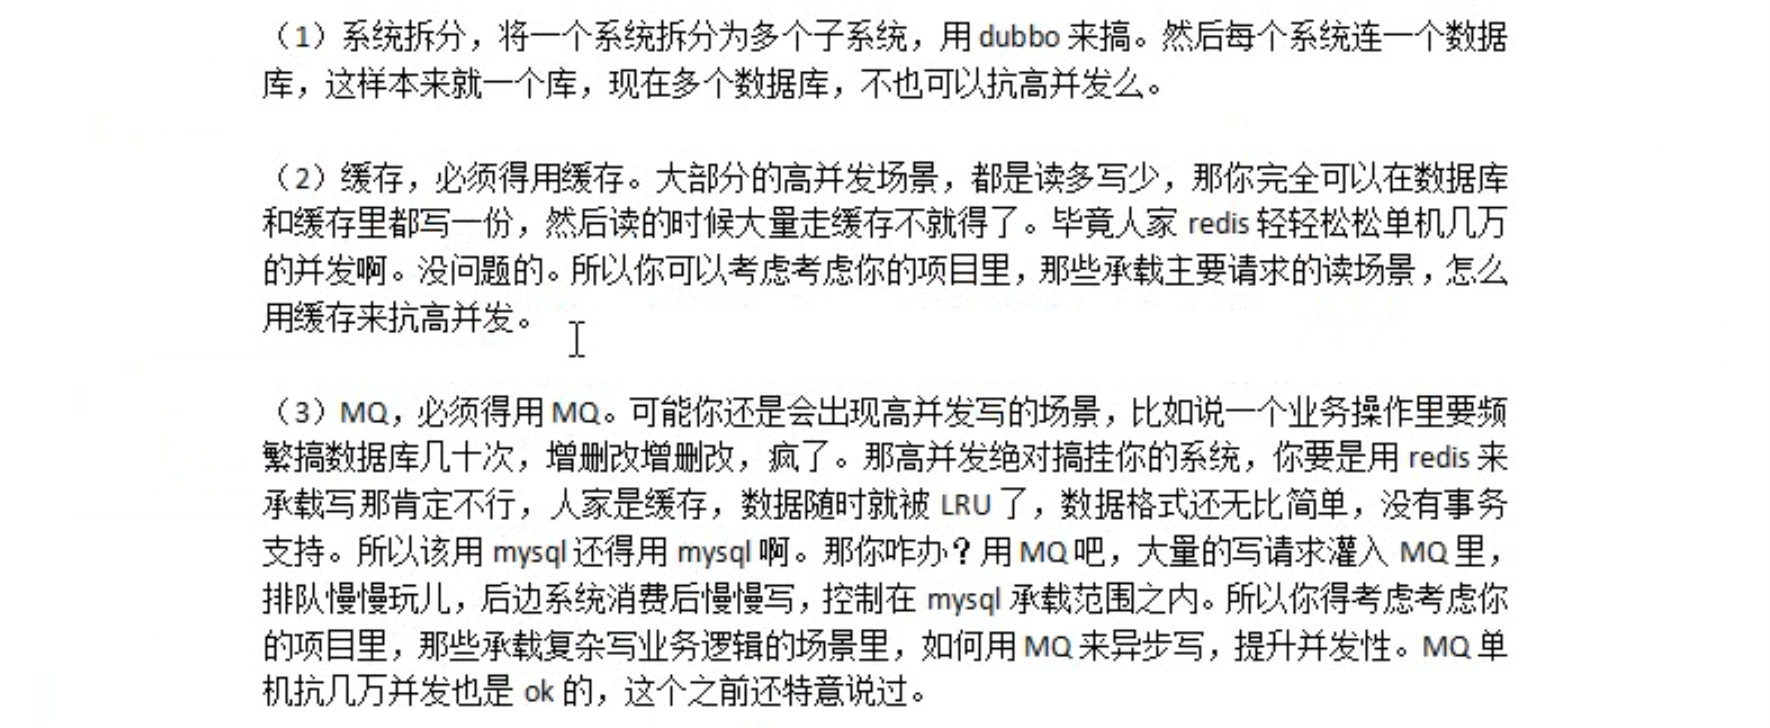 （1）系统拆分，将一个系统拆分为多个子系统，用 dubbo 来搞。然后每个系统连一个数据
库，这样本来就一个库，现在多个数据库，不也可以抗高并发么。
（2）缓存，必须得用缓存。大部分的高并发场景，都是读多写少，那你完全可以在数据库
和缓存里都写一份，然后读的时候大量走缓存不就得了。毕竟人家 redis 轻轻松松单机几万
的并发啊。没问题的。所以你可以考虑考虑你的项目里，那些承载主要请求的读场景，怎么
用缓存来抗高并发。
（3）MQ，必须得用 MQ。可能你还是会出现高并发写的场景，比如说一个业务操作里要频
繁搞数据库几十次，增删改增删改，疯了。那高并发绝对搞挂你的系统，你要是用 redis 来
承载写那肯定不行，人家是缓存，数据随时就被 LRU 了，数据格式还无比简单，没有事务
支持。所以该用 mysql 还得用 mysql 啊。那你咋办？用 MQ 吧，大量的写请求灌入 MQ 里，
排队慢慢玩儿，后边系统消费后慢慢写，控制在 mysql 承载范围之内。所以你得考虑考虑你
的项目里，那些承载复杂写业务逻辑的场景里，如何用 MQ 来异步写，提升并发性。MQ 单
机抗几万并发也是 ok 的，这个之前还特意说过。